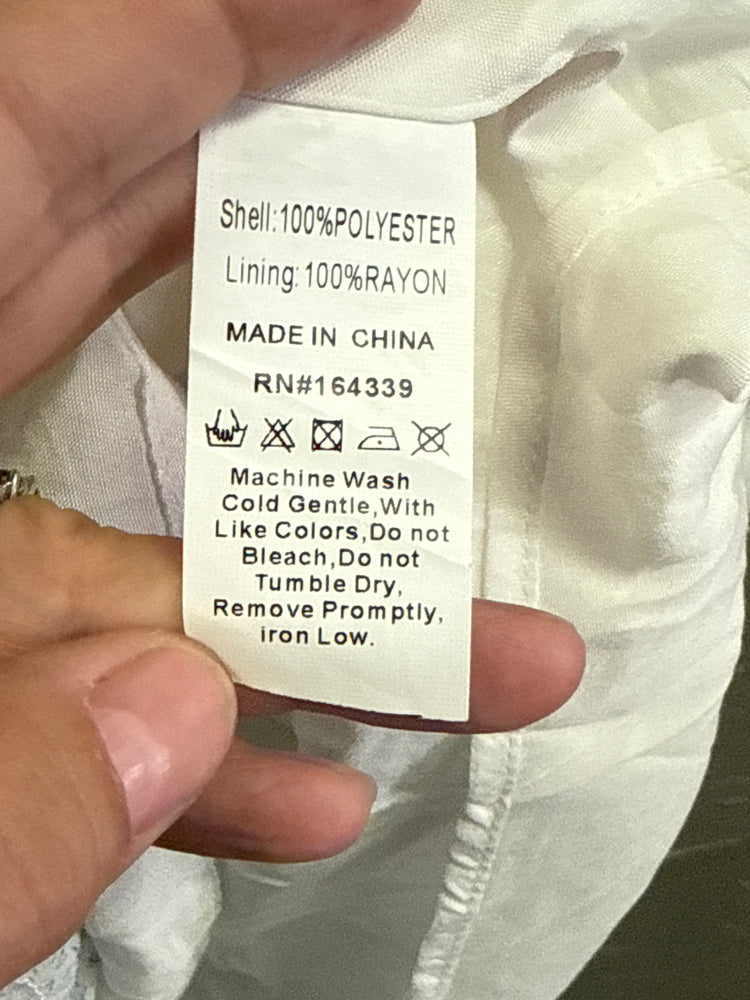 Shell:100%POLYESTER
Lining:100%RAYON
MADE IN CHINA
RN#164339
Machine Wash
Cold Gentle,With
Like Colors,Do not
Bleach,Do not
Tumble Dry,
Remove Promptly,
iron Low.